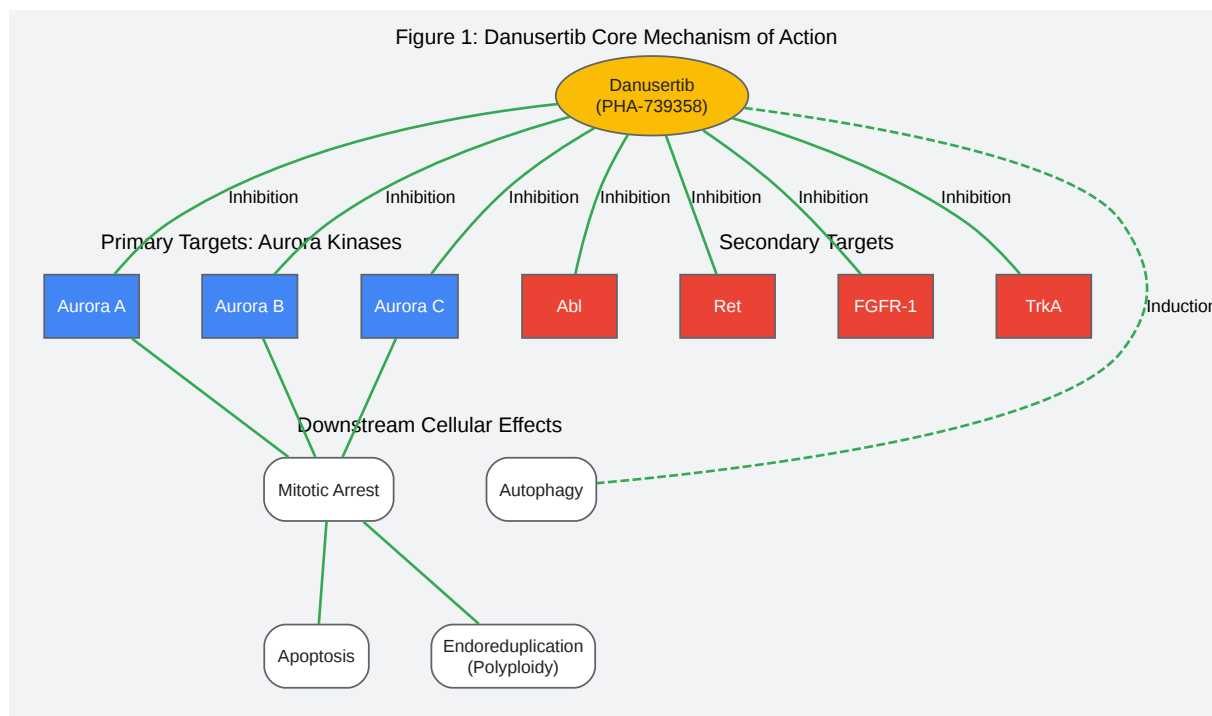 Figure 1: Danusertib Core Mechanism of Action
Danusertib
(PHA-739358)
Inhibition
Inhibition
Inhibition
Inhibition
Inhibition
Inhibition
Inhibition
Primary Targets: Aurora Kinases
Secondary Targets
Aurora A
Aurora B
Aurora C
Abl
Ret
FGFR-1
TrkA
Induction
Downstream Cellular Effects
Mitotic Arrest
Autophagy
Apoptosis
Endoreduplication
(Polyploidy)